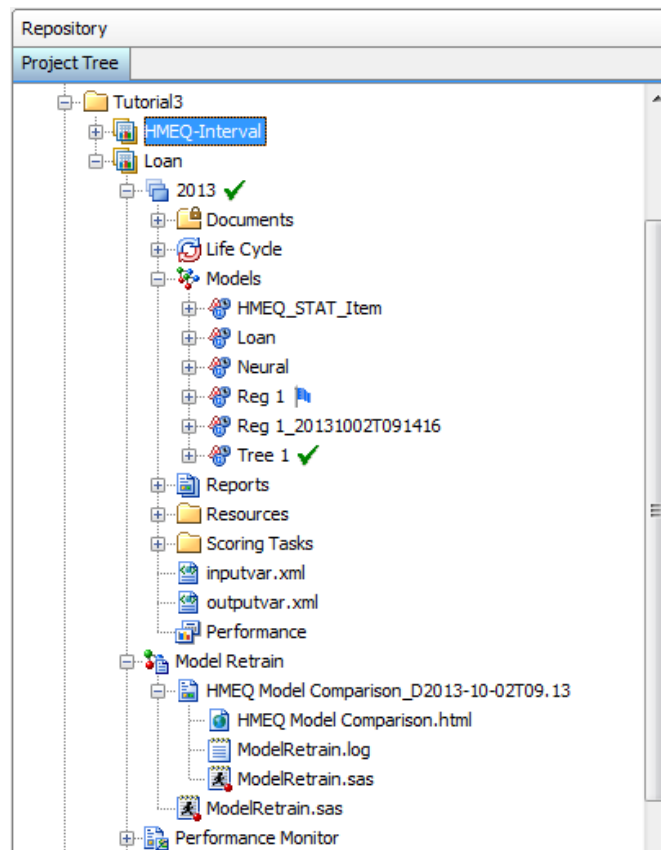 Repository
Project Tree
Tutorial3
HMEQ-Interval
Loan
2013
Documents
Life Cycle
Models
HMEQ_STAT_Item
Loan
Neural
Reg 1
Reg 1_20131002T091416
Tree 1
Reports
Resources
Scoring Tasks
inputvar.xml
outputvar.xml
Performance
Model Retrain
HMEQ Model Comparison_D2013-10-02T09.13
HMEQ Model Comparison.html
ModelRetrain.log
ModelRetrain.sas
ModelRetrain.sas
Performance Monitor